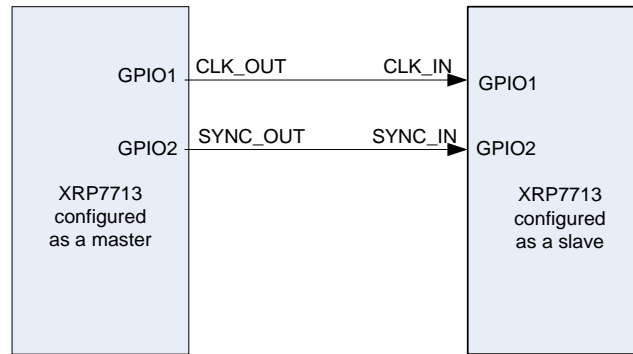 GPIO1 CLK_OUT CLK_IN GPIO1
GPIO2 SYNC_OUT SYNC_IN GPIO2
XRP7713
configured
as a master
XRP7713
configured
as a slave